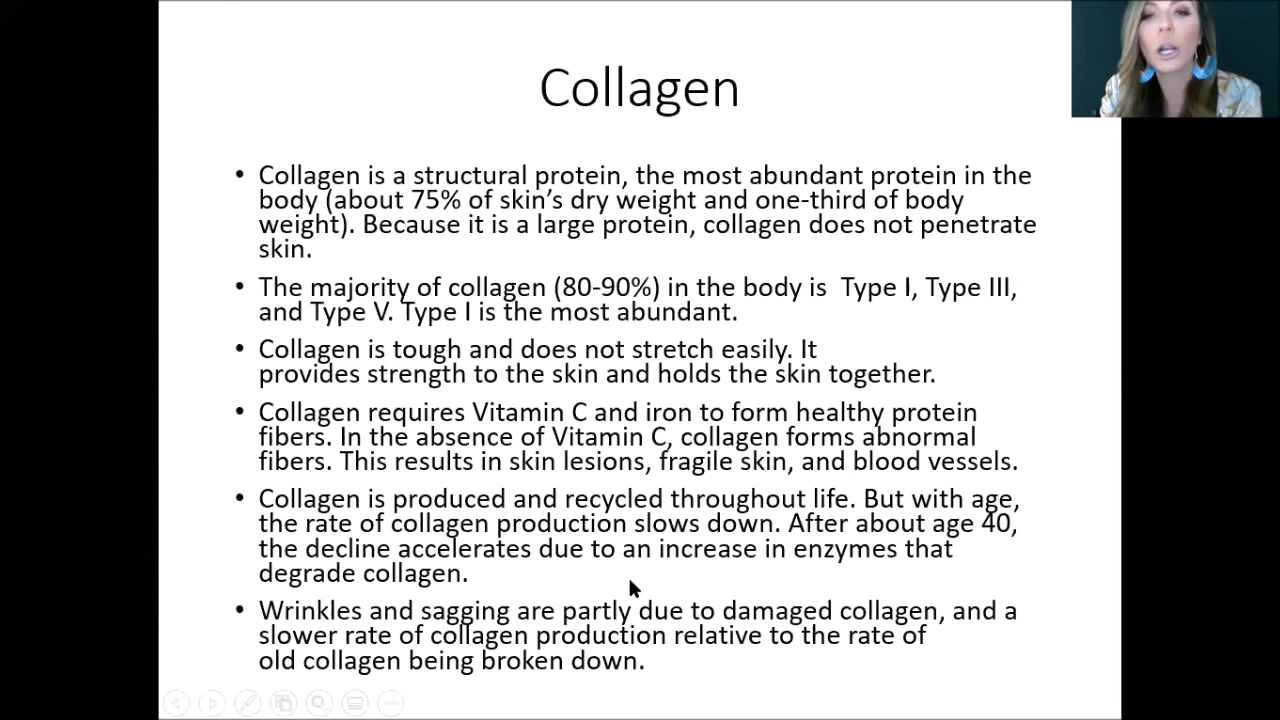 Collagen
• Collagen is a structural protein, the most abundant protein in the
body (about 75% of skin’s dry weight and one-third of body
weight). Because it is a large protein, collagen does not penetrate
skin.
• The majority of collagen (80-90%) in the body is  Type I, Type III,
and Type V. Type I is the most abundant.
• Collagen is tough and does not stretch easily. It
provides strength to the skin and holds the skin together.
• Collagen requires Vitamin C and iron to form healthy protein
fibers. In the absence of Vitamin C, collagen forms abnormal
fibers. This results in skin lesions, fragile skin, and blood vessels.
• Collagen is produced and recycled throughout life. But with age,
the rate of collagen production slows down. After about age 40,
the decline accelerates due to an increase in enzymes that
degrade collagen.
• Wrinkles and sagging are partly due to damaged collagen, and a
slower rate of collagen production relative to the rate of
old collagen being broken down.